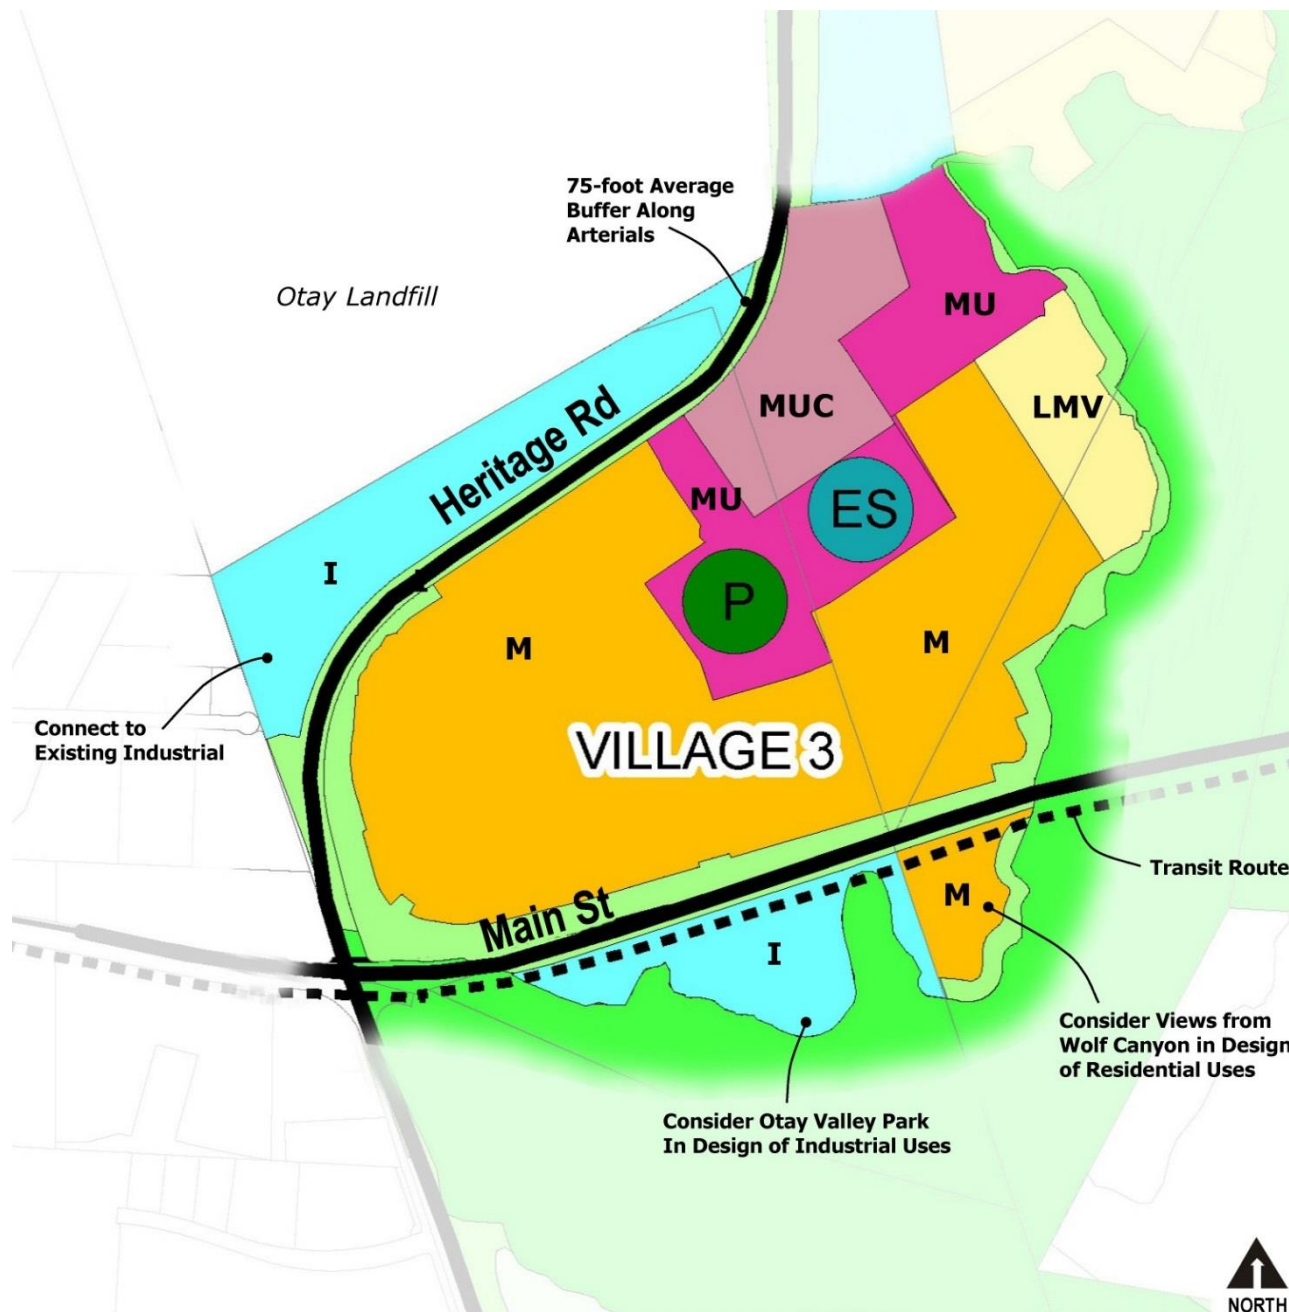 75-foot Average
Buffer Along
Arterials
Otay Landfill
MU
MUC
LMV
Heritage Rd
MU
ES
I
P
M
M
Connect to
Existing Industrial
VILLAGE 3
Transit Route
M
Main St
I
Consider Views from
Wolf Canyon in Design
of Residential Uses
Consider Otay Valley Park
In Design of Industrial Uses
NORTH